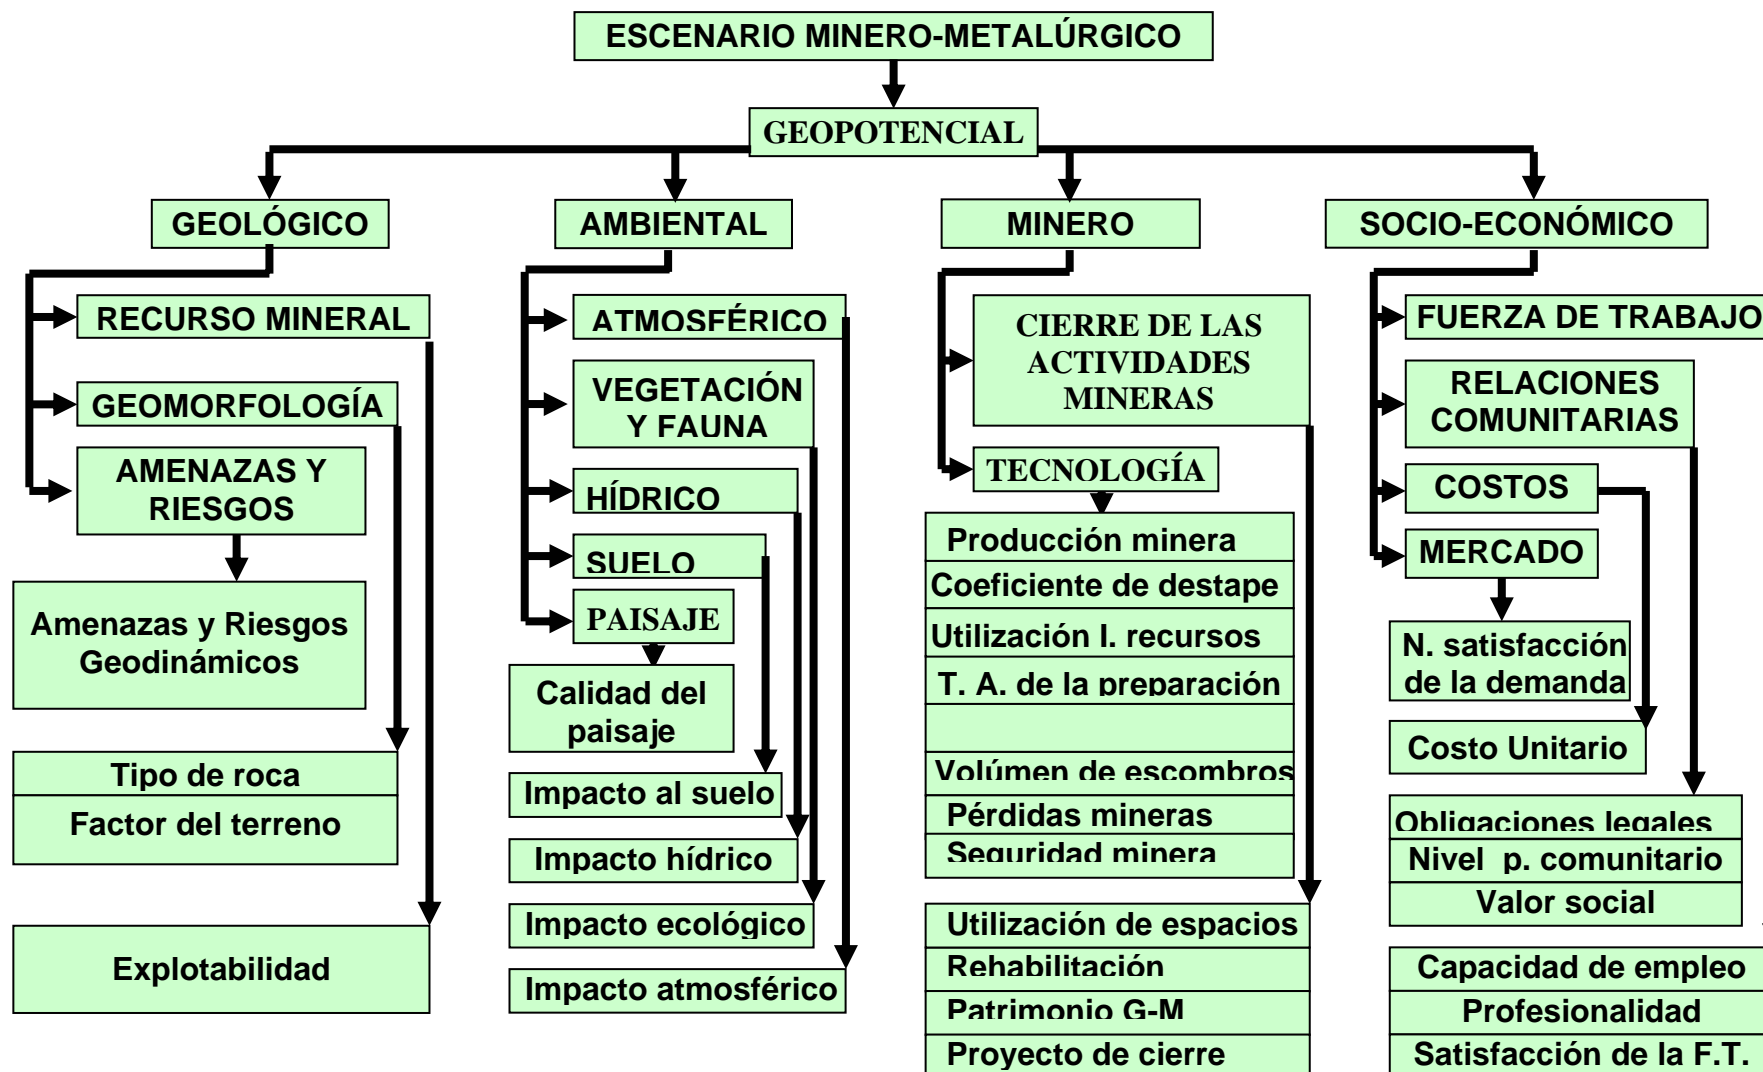 ESCENARIO MINERO-METALÚRGICO
GEOPOTENCIAL
GEOLÓGICO
RECURSO MINERAL
GEOMORFOLOGÍA
AMENAZAS Y
RIESGOS
Amenazas y Riesgos
Geodinámicos
Tipo de roca
Factor del terreno
Explotabilidad
AMBIENTAL
ATMOSFÉRICO
VEGETACIÓN
Y FAUNA
HÍDRICO
SUELO
PAISAJE
Calidad del
paisaje
Impacto al suelo
Impacto hídrico
Impacto ecológico
Impacto atmosférico
MINERO
CIERRE DE LAS
ACTIVIDADES
MINERAS
TECNOLOGÍA
Producción minera
Coeficiente de destape
Utilización I. recursos
T. A. de la preparación
Volúmen de escombros
Pérdidas mineras
Seguridad minera
Utilización de espacios
Rehabilitación
Patrimonio G-M
Proyecto de cierre
SOCIO-ECONÓMICO
FUERZA DE TRABAJO
RELACIONES
COMUNITARIAS
COSTOS
MERCADO
N. satisfacción
de la demanda
Costo Unitario
Obligaciones legales
Nivel p. comunitario
Valor social
Capacidad de empleo
Profesionalidad
Satisfacción de la F.T.